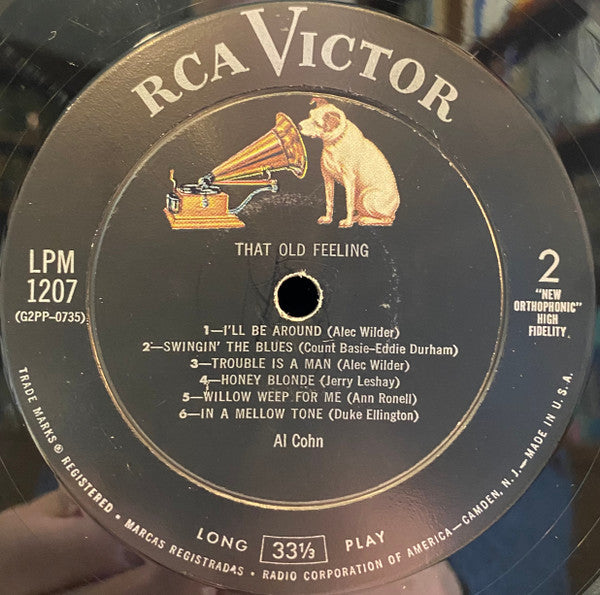 RCA VICTOR
THAT OLD FEELING
LPM
1207
(G2PP-0735)
2
"NEW
ORTHOPHONIC"
HIGH
FIDELITY
1—I'LL BE AROUND (Alec Wilder)
2—SWINGIN' THE BLUES (Count Basie-Eddie Durham)
3—TROUBLE IS A MAN (Alec Wilder)
4—HONEY BLONDE (Jerry Leshay)
5—WILLOW WEEP FOR ME (Ann Ronell)
6—IN A MELLOW TONE (Duke Ellington)
Al Cohn
LONG 33⅓ PLAY
TRADE MARKS ® REGISTERED • MARCAS REGISTRADAS • RADIO CORPORATION OF AMERICA—CAMDEN, N. J.—MADE IN U.S.A.